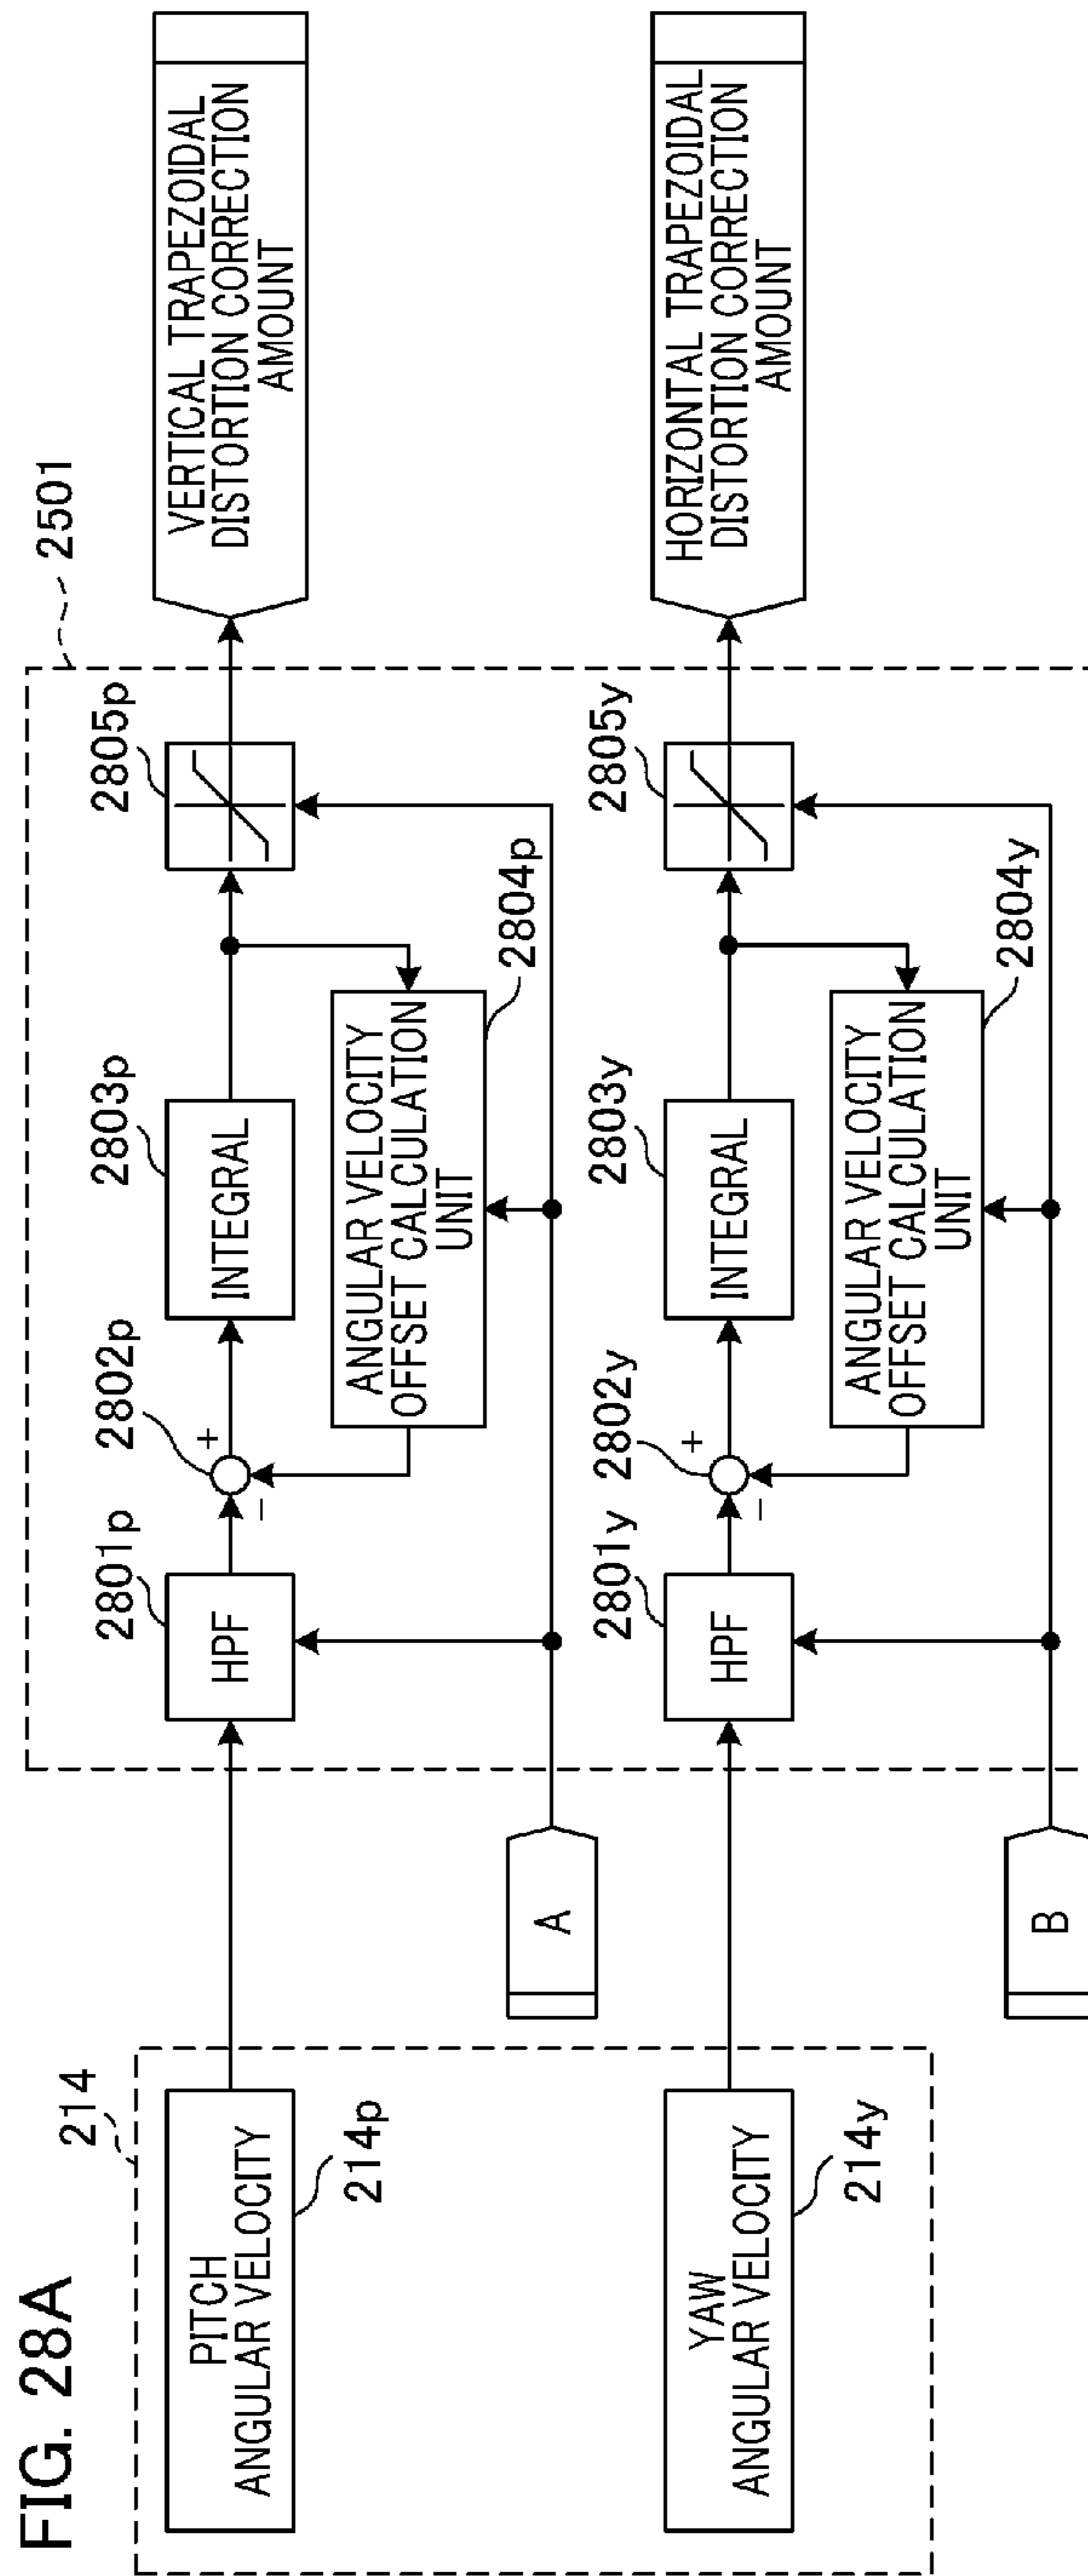 FIG. 28A
214
PITCH
ANGULAR VELOCITY
214p
YAW
ANGULAR VELOCITY
214y
A
B
2501
2801p
HPF
2802p
+
−
2803p
INTEGRAL
ANGULAR VELOCITY
OFFSET CALCULATION
UNIT
2804p
2805p
VERTICAL TRAPEZOIDAL
DISTORTION CORRECTION
AMOUNT
2801y
HPF
2802y
+
−
2803y
INTEGRAL
ANGULAR VELOCITY
OFFSET CALCULATION
UNIT
2804y
2805y
HORIZONTAL TRAPEZOIDAL
DISTORTION CORRECTION
AMOUNT